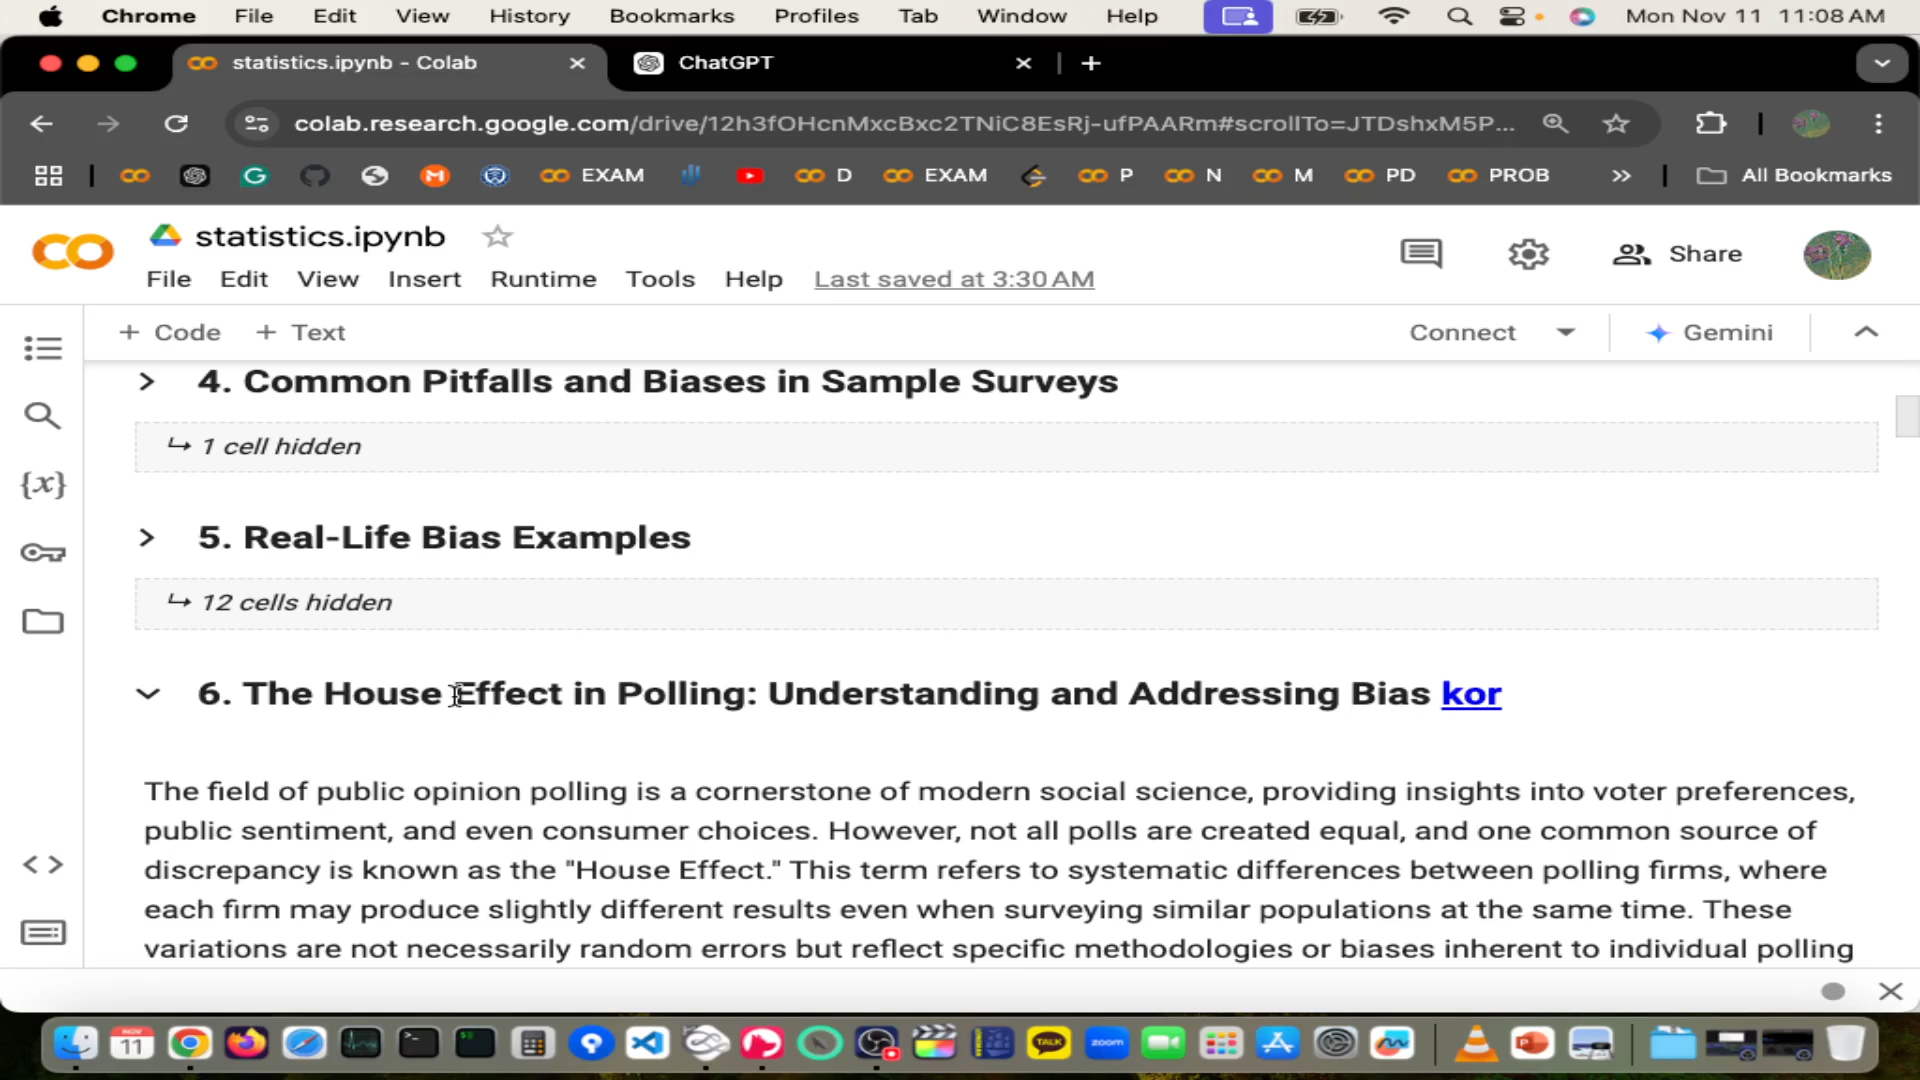 Chrome File Edit View History Bookmarks Profiles Tab Window Help Mon Nov 11 11:08 AM
statistics.ipynb - Colab
ChatGPT
colab.research.google.com/drive/12h3fOHcnMxcBxc2TNiC8EsRj-ufPAARm#scrollTo=JTDshxM5P...
EXAM D EXAM P N M PD PROB All Bookmarks
statistics.ipynb
Share
File Edit View Insert Runtime Tools Help Last saved at 3:30 AM
+ Code + Text Connect Gemini
4. Common Pitfalls and Biases in Sample Surveys
1 cell hidden
5. Real-Life Bias Examples
12 cells hidden
6. The House Effect in Polling: Understanding and Addressing Bias kor
The field of public opinion polling is a cornerstone of modern social science, providing insights into voter preferences,
public sentiment, and even consumer choices. However, not all polls are created equal, and one common source of
discrepancy is known as the "House Effect." This term refers to systematic differences between polling firms, where
each firm may produce slightly different results even when surveying similar populations at the same time. These
variations are not necessarily random errors but reflect specific methodologies or biases inherent to individual polling
NOV
11
TALK
zoom